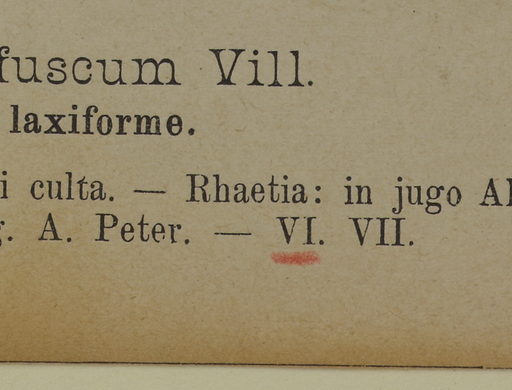 fuscum Vill.
laxiforme.
i culta. — Rhaetia: in jugo Al
g. A. Peter. — VI. VII.